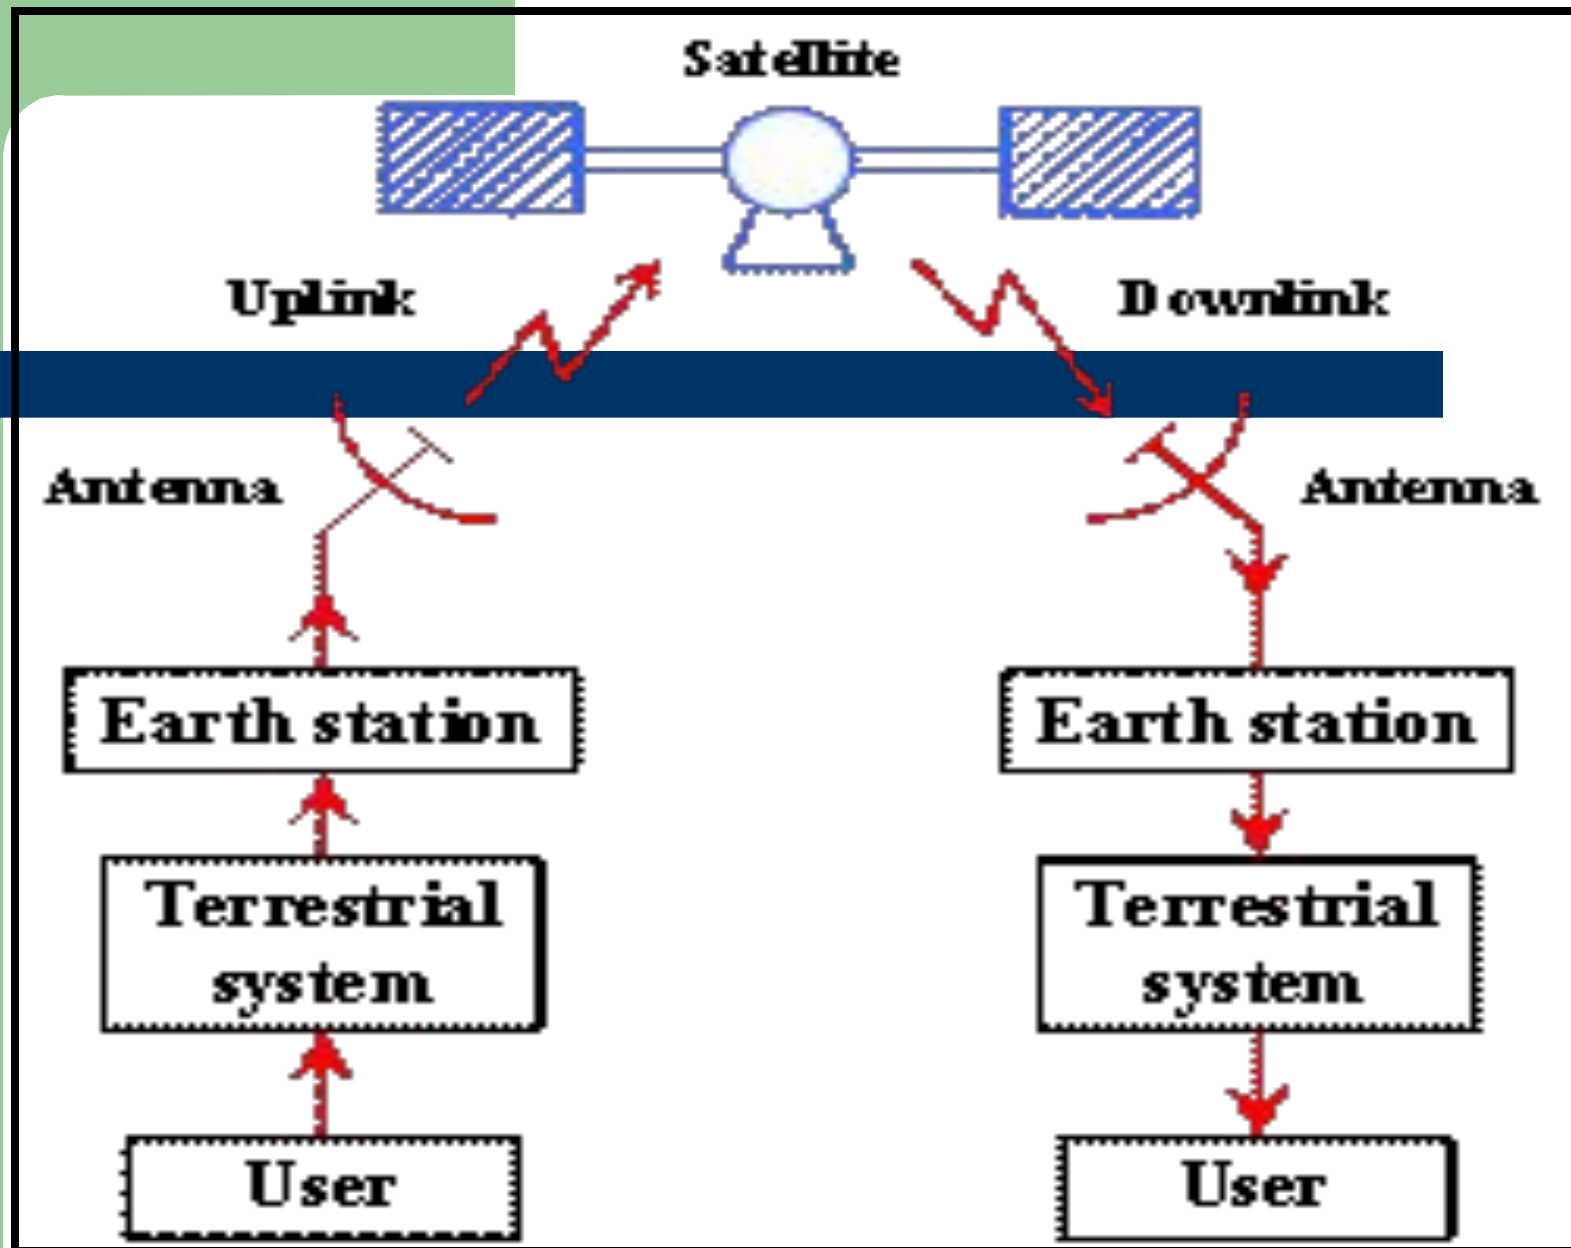 Satellite
Uplink
Downlink
Antenna
Antenna
Earth station
Earth station
Terrestrial
system
Terrestrial
system
User
User